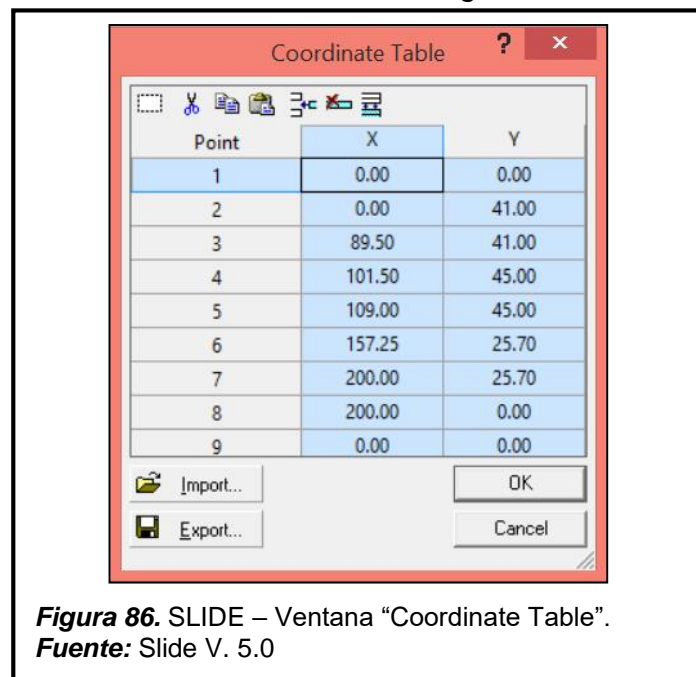 Coordinate Table ? ×
Point X Y
1 0.00 0.00
2 0.00 41.00
3 89.50 41.00
4 101.50 45.00
5 109.00 45.00
6 157.25 25.70
7 200.00 25.70
8 200.00 0.00
9 0.00 0.00
Import... OK
Export... Cancel
Figura 86. SLIDE – Ventana “Coordinate Table”.
Fuente: Slide V. 5.0